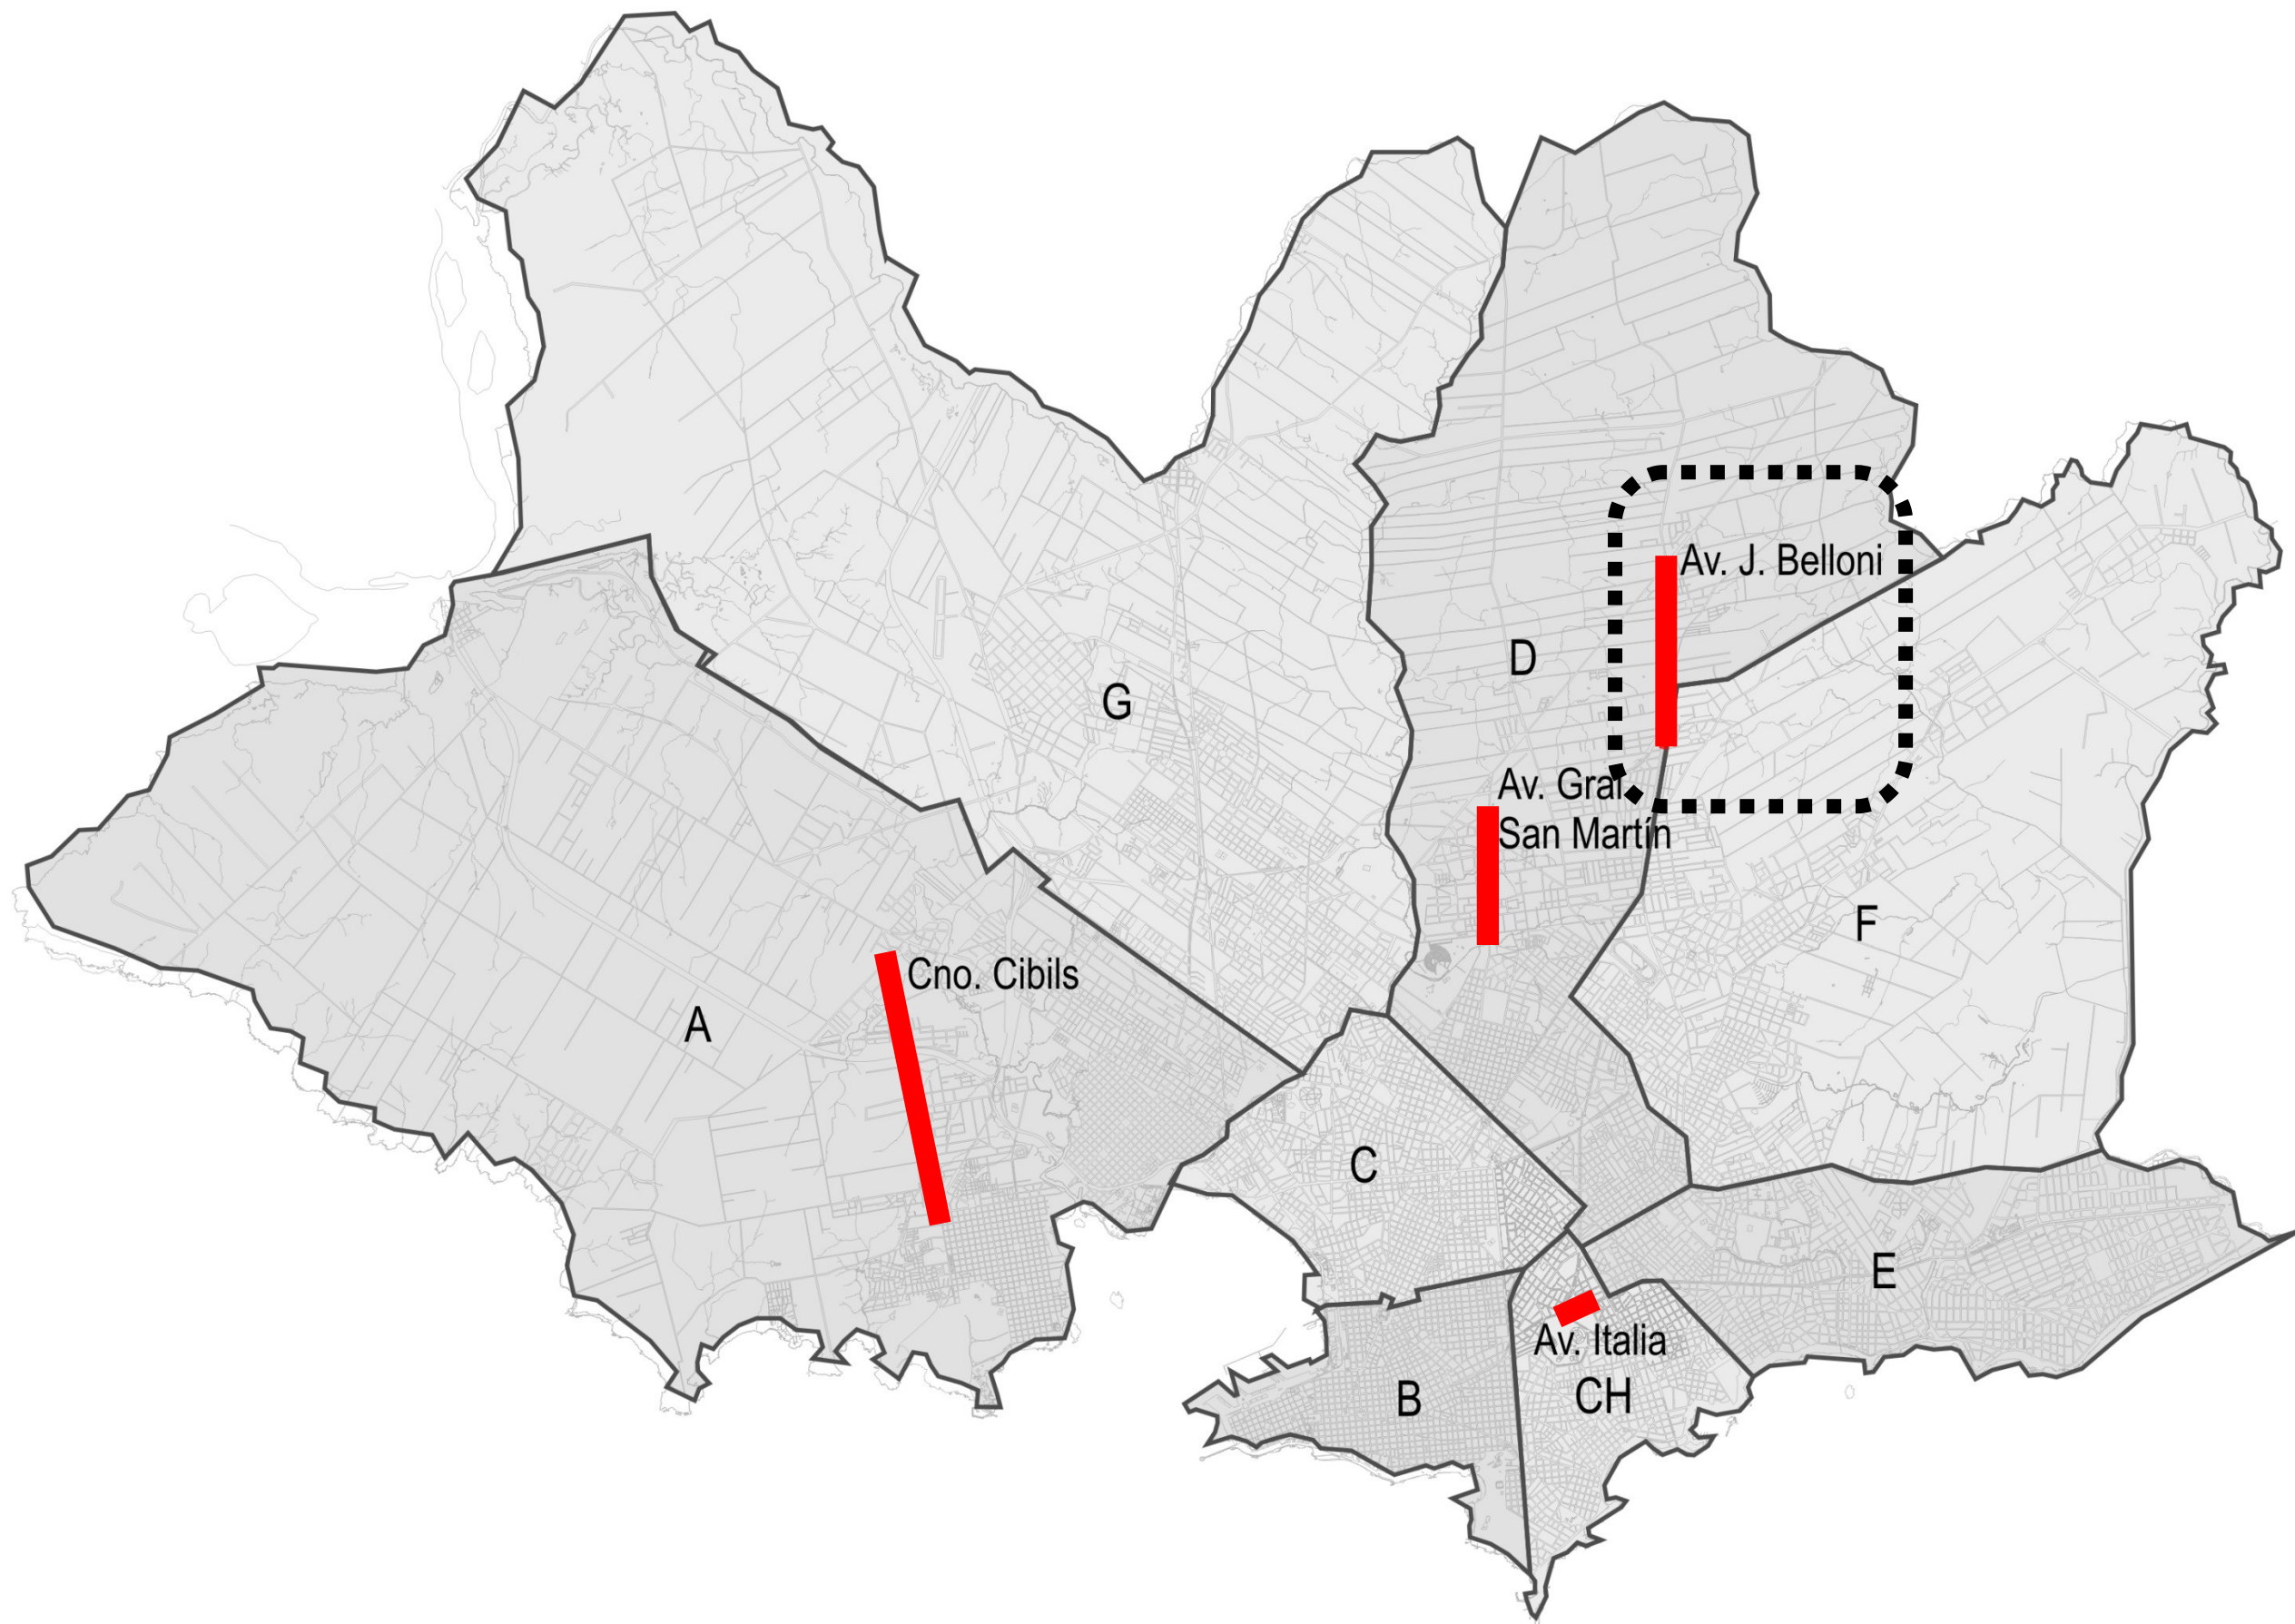 Av. J. Belloni
D
G
Av. Gral.
San Martín
F
Cno. Cibils
A
C
E
Av. Italia
CH
B